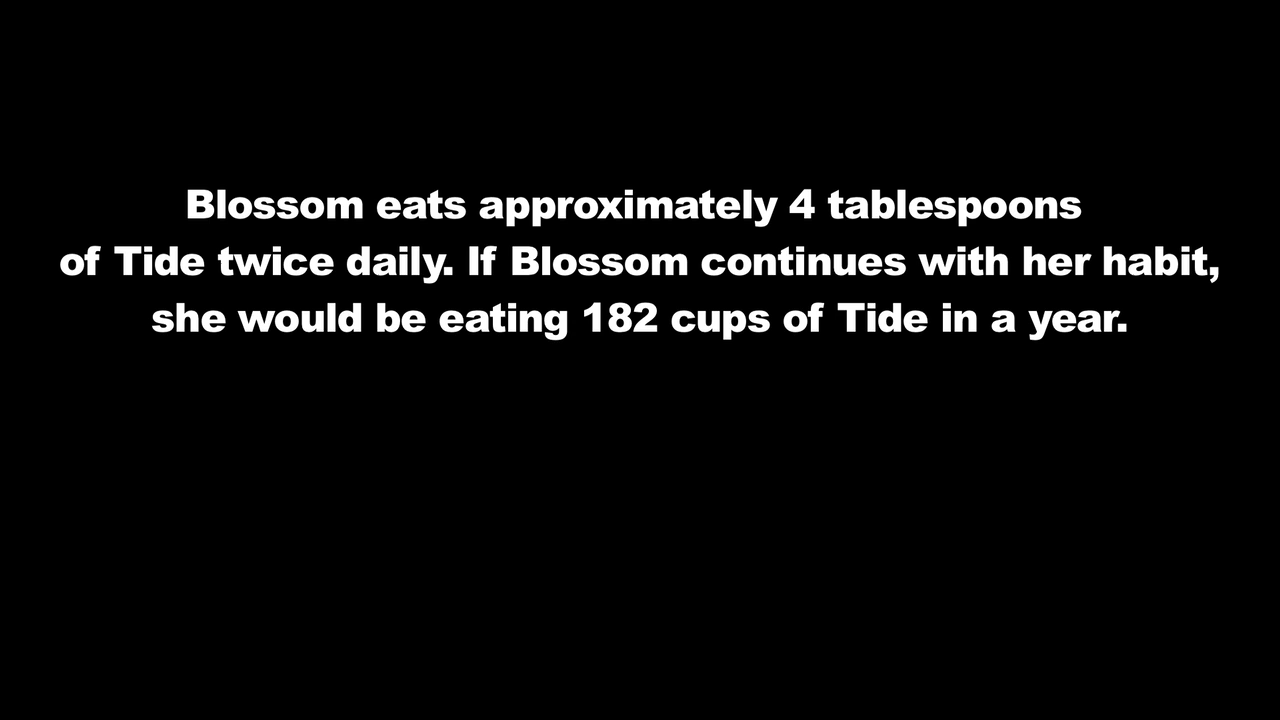 Blossom eats approximately 4 tablespoons
of Tide twice daily. If Blossom continues with her habit,
she would be eating 182 cups of Tide in a year.